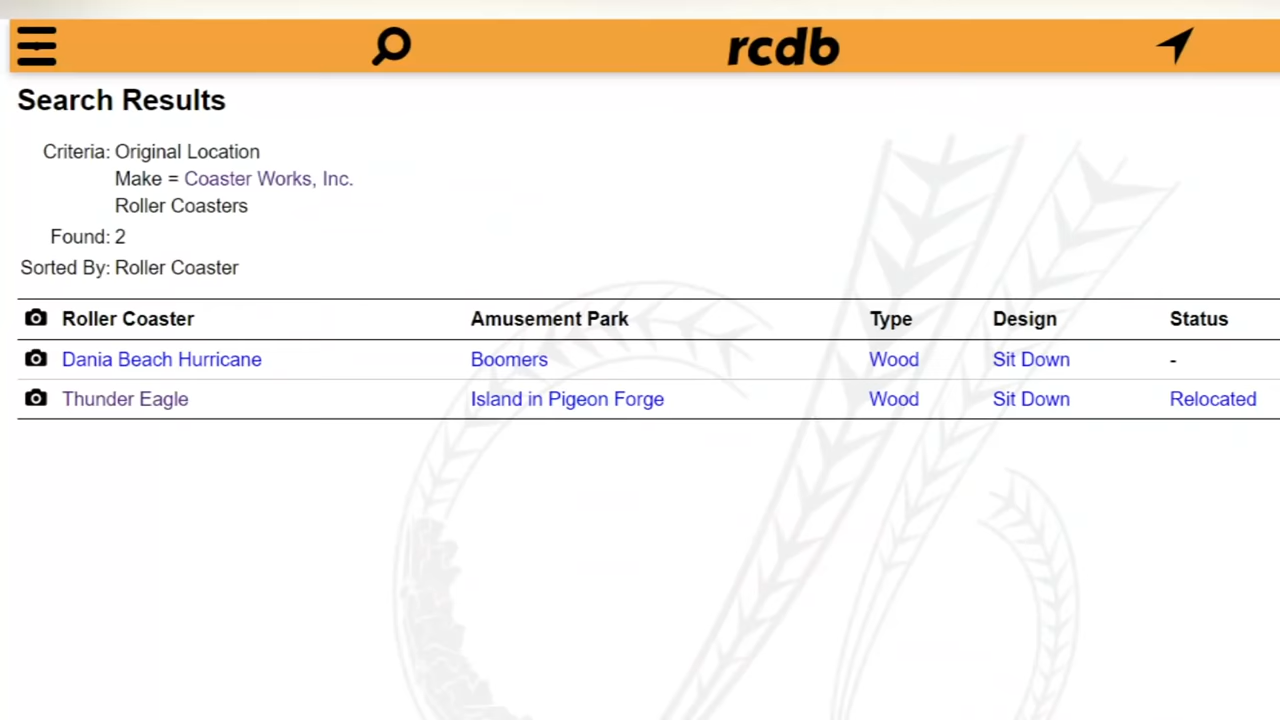 rcdb
Search Results
Criteria: Original Location
Make = Coaster Works, Inc.
Roller Coasters
Found: 2
Sorted By: Roller Coaster
Roller Coaster Amusement Park Type Design Status
Dania Beach Hurricane Boomers Wood Sit Down -
Thunder Eagle Island in Pigeon Forge Wood Sit Down Relocated